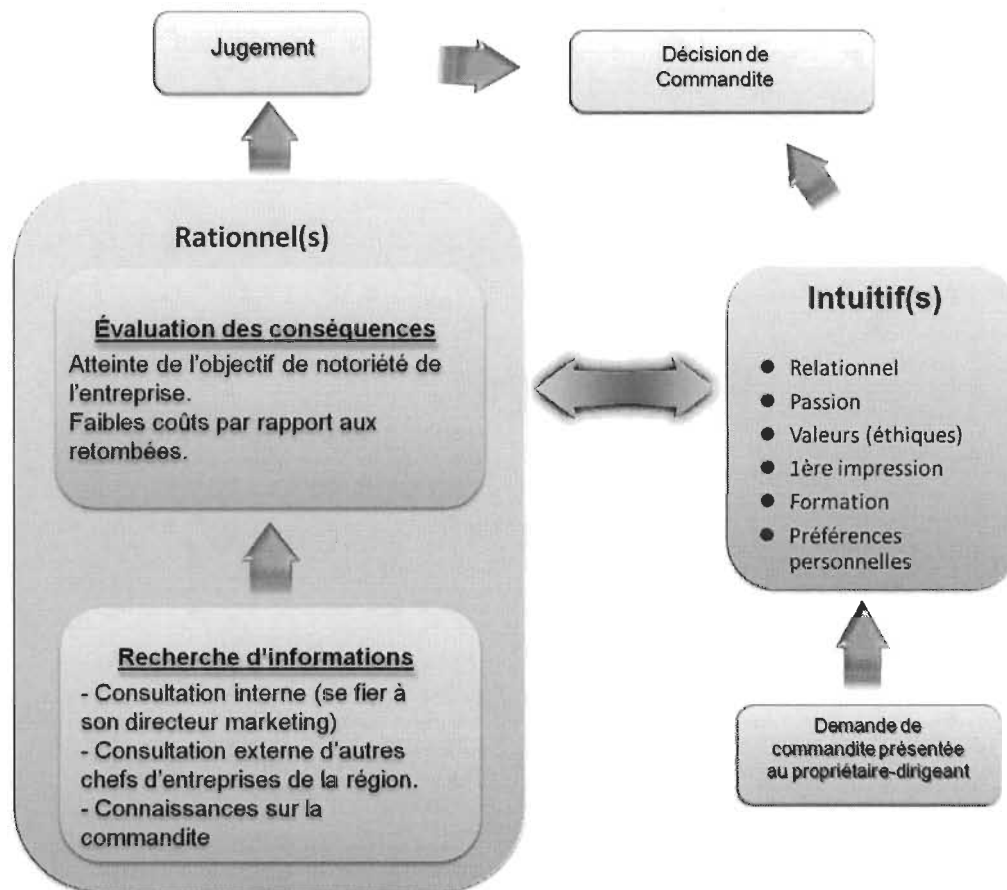 Jugement
Décision de
Commandite
Rationnel(s)
Évaluation des conséquences
Atteinte de l'objectif de notoriété de
l'entreprise.
Faibles coûts par rapport aux
retombées.
Recherche d'informations
- Consultation interne (se fier à
son directeur marketing)
- Consultation externe d'autres
chefs d'entreprises de la région.
- Connaissances sur la
commandite
Intuitif(s)
● Relationnel
● Passion
● Valeurs (éthiques)
● 1ère impression
● Formation
● Préférences
personnelles
Demande de
commandite présentée
au propriétaire-dirigeant